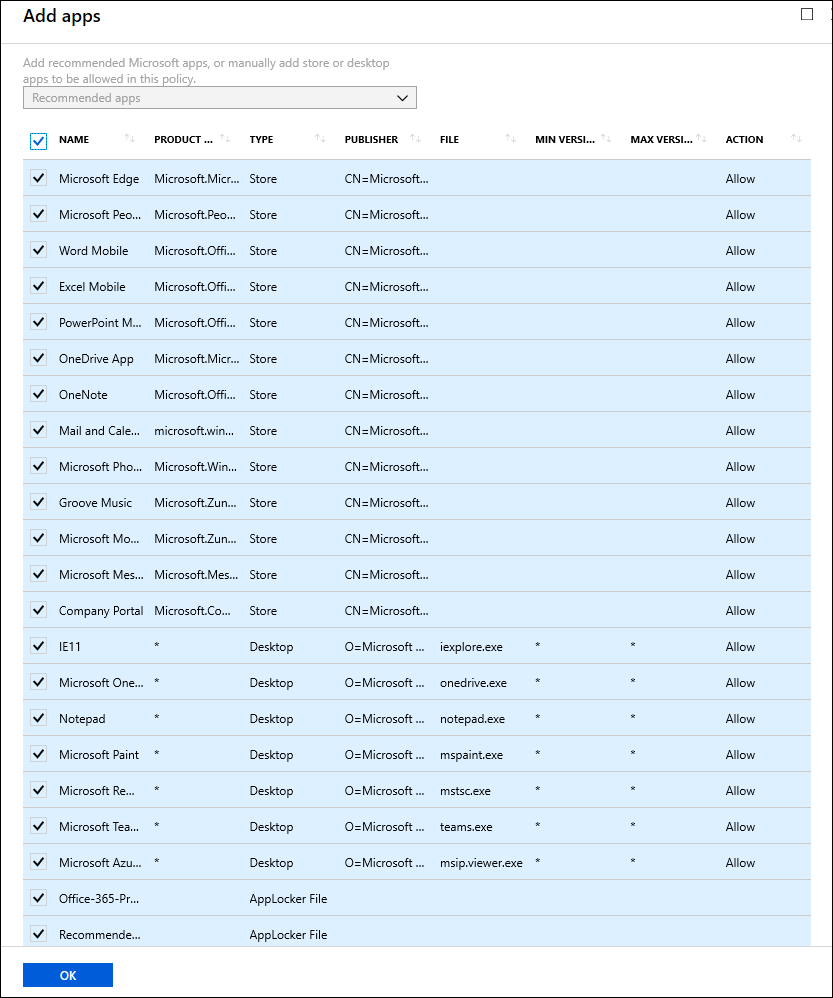 Add apps
Add recommended Microsoft apps, or manually add store or desktop
apps to be allowed in this policy.
Recommended apps
NAME PRODUCT ... TYPE PUBLISHER FILE MIN VERSI... MAX VERSI... ACTION
Microsoft Edge Microsoft.Micr... Store CN=Microsoft... Allow
Microsoft Peo... Microsoft.Peo... Store CN=Microsoft... Allow
Word Mobile Microsoft.Offi... Store CN=Microsoft... Allow
Excel Mobile Microsoft.Offi... Store CN=Microsoft... Allow
PowerPoint M... Microsoft.Offi... Store CN=Microsoft... Allow
OneDrive App Microsoft.Micr... Store CN=Microsoft... Allow
OneNote Microsoft.Offi... Store CN=Microsoft... Allow
Mail and Cale... microsoft.win... Store CN=Microsoft... Allow
Microsoft Pho... Microsoft.Win... Store CN=Microsoft... Allow
Groove Music Microsoft.Zun... Store CN=Microsoft... Allow
Microsoft Mo... Microsoft.Zun... Store CN=Microsoft... Allow
Microsoft Mes... Microsoft.Mes... Store CN=Microsoft... Allow
Company Portal Microsoft.Co... Store CN=Microsoft... Allow
IE11 * Desktop O=Microsoft ... iexplore.exe * * Allow
Microsoft One... * Desktop O=Microsoft ... onedrive.exe * * Allow
Notepad * Desktop O=Microsoft ... notepad.exe * * Allow
Microsoft Paint * Desktop O=Microsoft ... mspaint.exe * * Allow
Microsoft Re... * Desktop O=Microsoft ... mstsc.exe * * Allow
Microsoft Tea... * Desktop O=Microsoft ... teams.exe * * Allow
Microsoft Azu... * Desktop O=Microsoft ... msip.viewer.exe * * Allow
Office-365-Pr... AppLocker File
Recommende... AppLocker File
OK